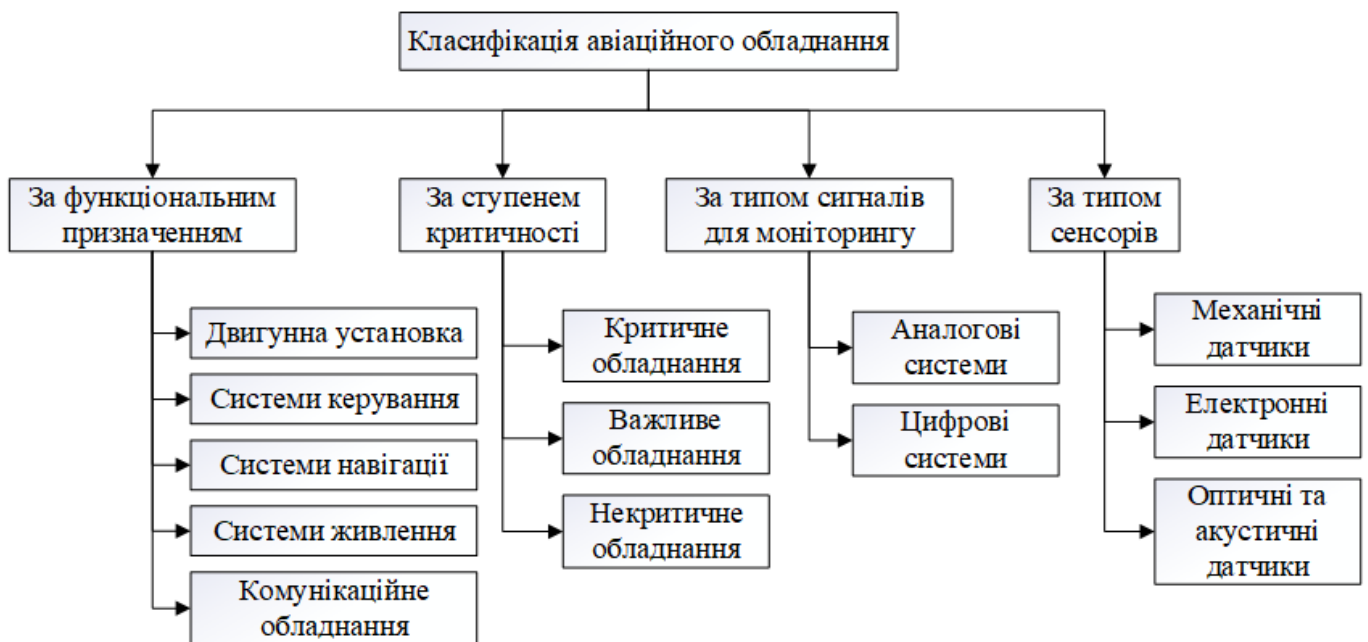 Класифікація авіаційного обладнання
За функціональним
призначенням
Двигунна установка
Системи керування
Системи навігації
Системи живлення
Комунікаційне
обладнання
За ступенем
критичності
Критичне
обладнання
Важливе
обладнання
Некритичне
обладнання
За типом сигналів
для моніторингу
Аналогові
системи
Цифрові
системи
За типом
сенсорів
Механічні
датчики
Електронні
датчики
Оптичні та
акустичні
датчики